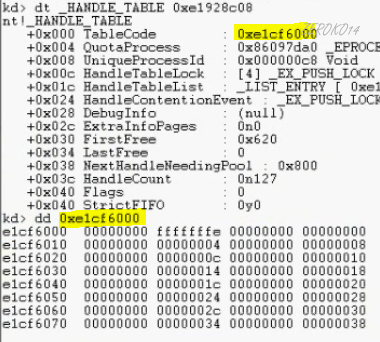 kd> dt _HANDLE_TABLE 0xe1928c08
nt!_HANDLE_TABLE
+0x000 TableCode : 0xe1cf6000
+0x004 QuotaProcess : 0x86097da0 _EPROCE
+0x008 UniqueProcessId : 0x000000c8 Void
+0x00c HandleTableLock : [4] _EX_PUSH_LOCK
+0x01c HandleTableList : _LIST_ENTRY [ 0xe1
+0x024 HandleContentionEvent : _EX_PUSH_LOCK
+0x028 DebugInfo : (null)
+0x02c ExtraInfoPages : 0n0
+0x030 FirstFree : 0x620
+0x034 LastFree : 0
+0x038 NextHandleNeedingPool : 0x800
+0x03c HandleCount : 0n127
+0x040 Flags : 0
+0x040 StrictFIFO : 0y0
kd> dd 0xe1cf6000
e1cf6000 00000000 fffffffe 00000000 00000000
e1cf6010 00000000 00000004 00000000 00000008
e1cf6020 00000000 0000000c 00000000 00000010
e1cf6030 00000000 00000014 00000000 00000018
e1cf6040 00000000 0000001c 00000000 00000020
e1cf6050 00000000 00000024 00000000 00000028
e1cf6060 00000000 0000002c 00000000 00000030
e1cf6070 00000000 00000034 00000000 00000038